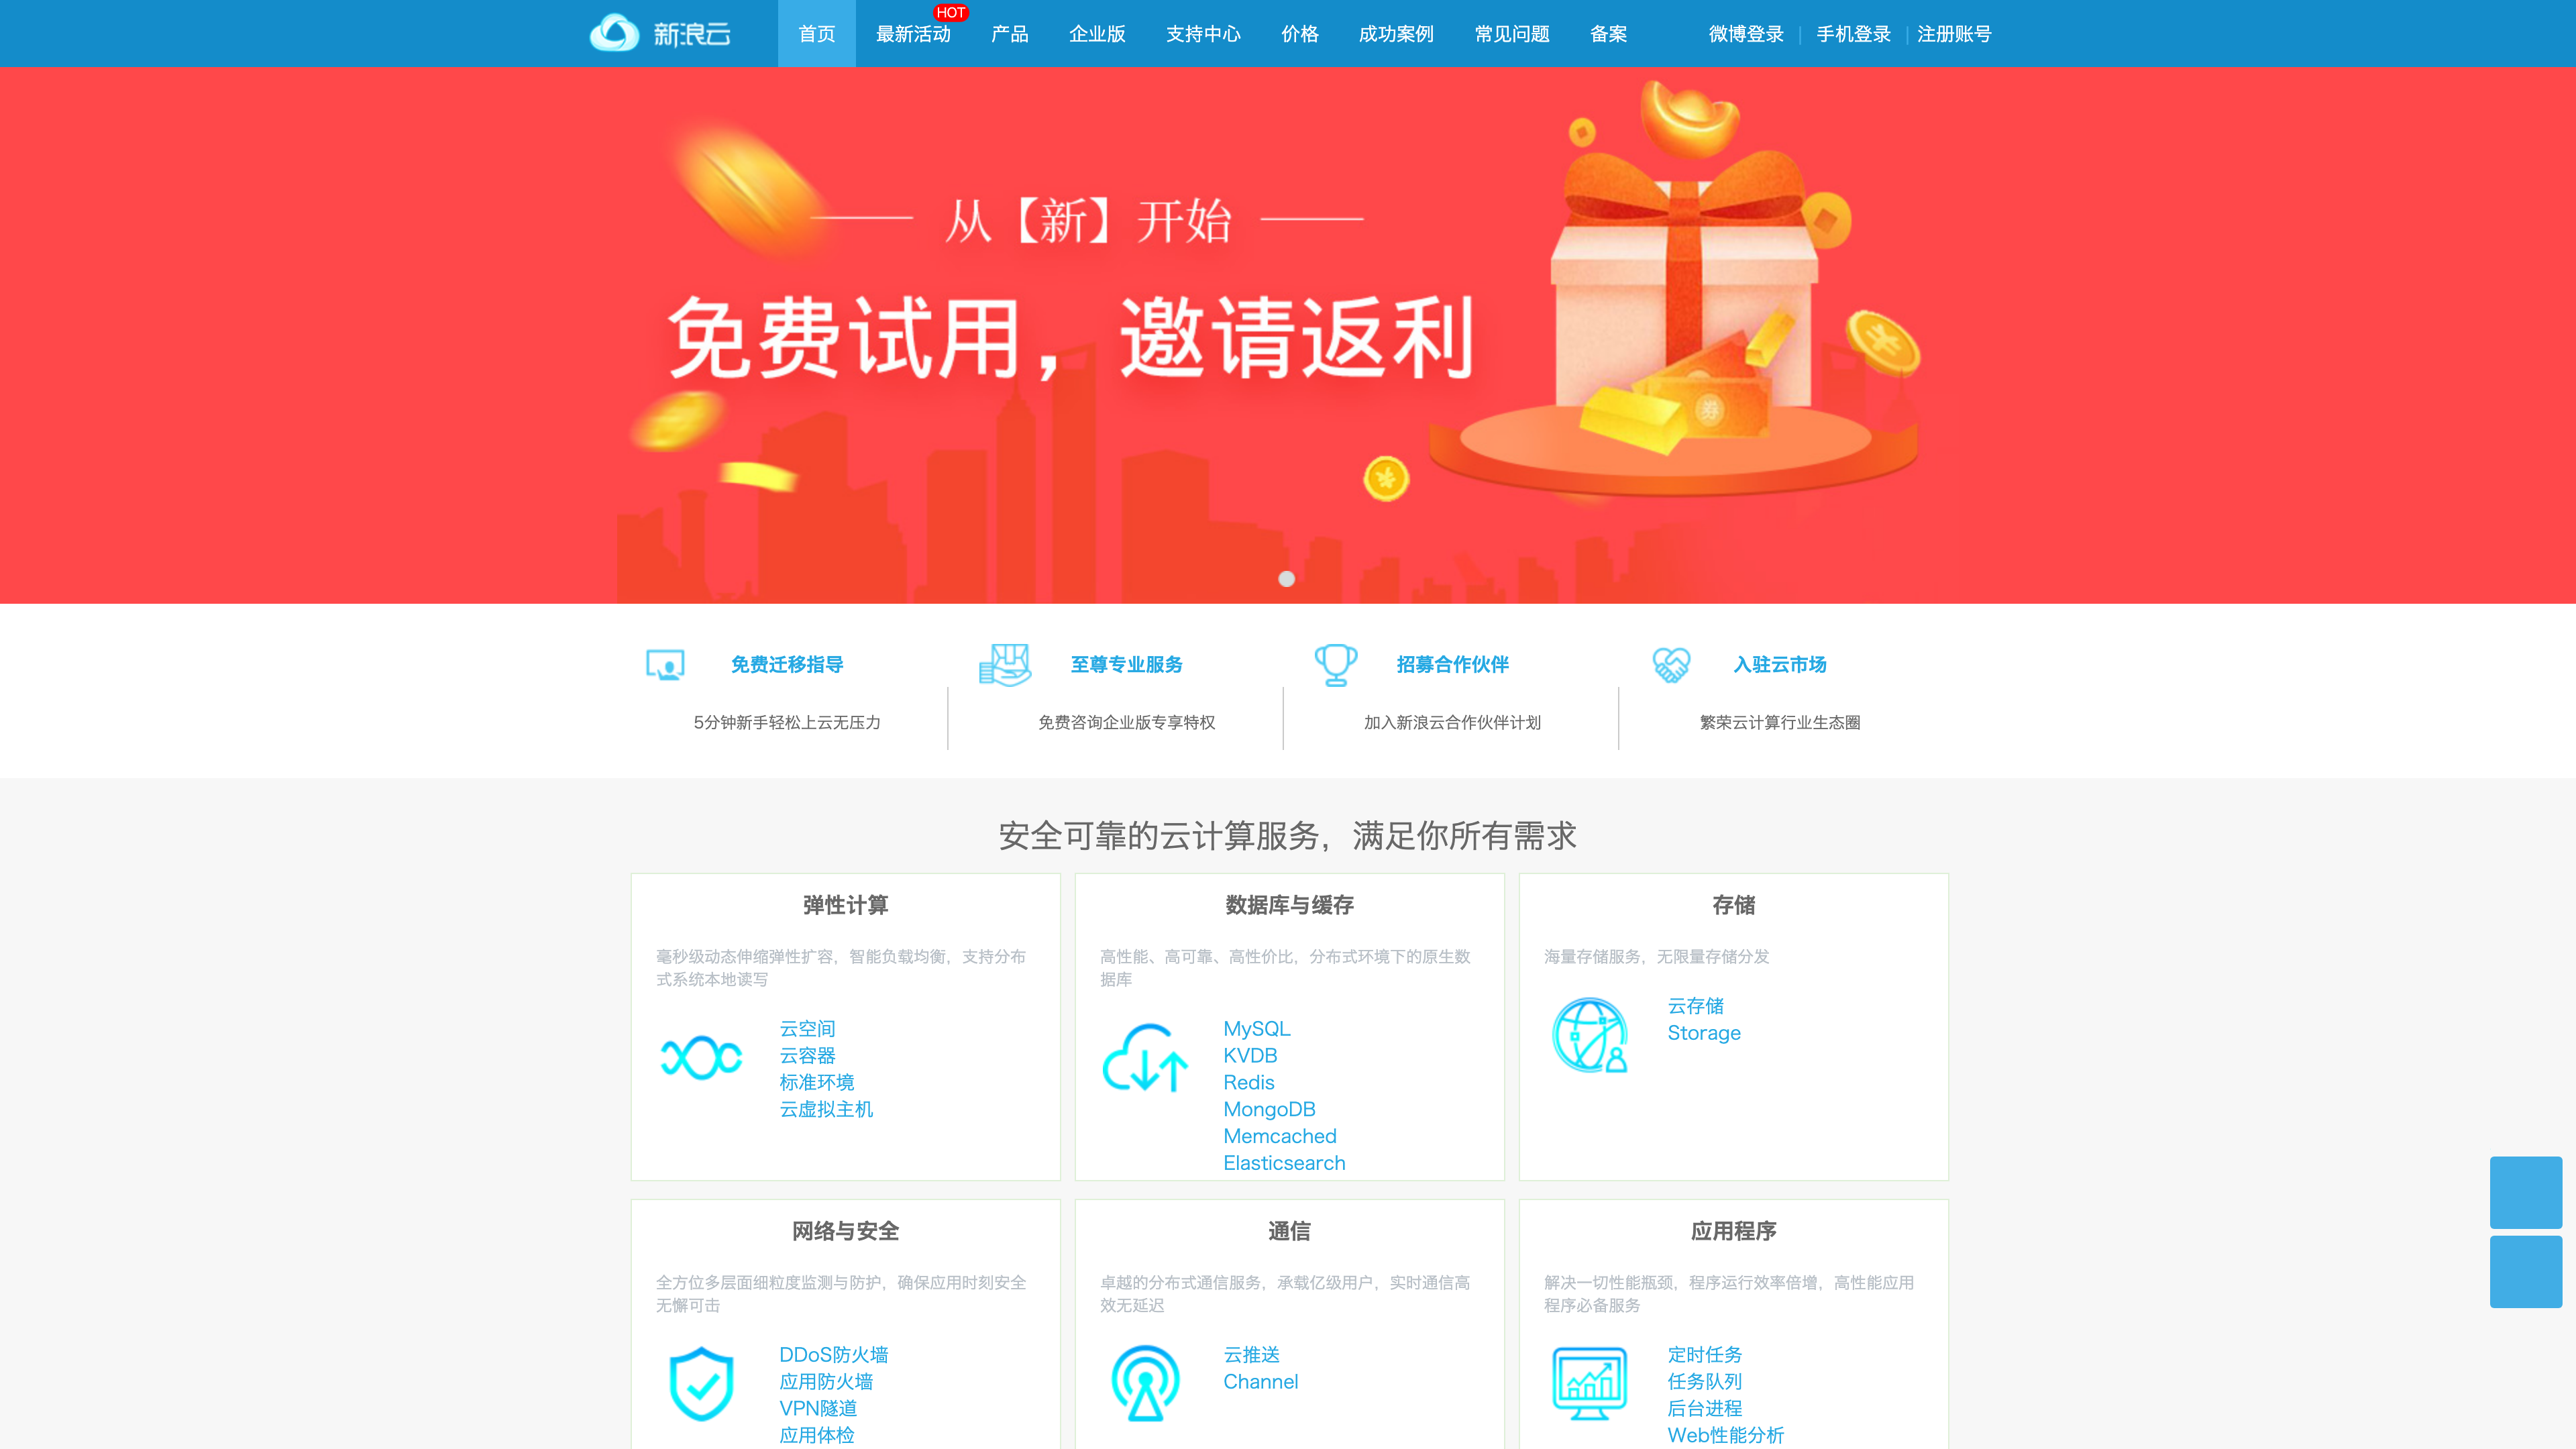 新浪云
首页
最新活动
HOT
产品
企业版
支持中心
价格
成功案例
常见问题
备案
微博登录
手机登录
注册账号
从【新】开始
免费试用，邀请返利
券
免费迁移指导
5分钟新手轻松上云无压力
至尊专业服务
免费咨询企业版专享特权
招募合作伙伴
加入新浪云合作伙伴计划
入驻云市场
繁荣云计算行业生态圈
安全可靠的云计算服务，满足你所有需求
弹性计算
毫秒级动态伸缩弹性扩容，智能负载均衡，支持分布
式系统本地读写
云空间
云容器
标准环境
云虚拟主机
数据库与缓存
高性能、高可靠、高性价比，分布式环境下的原生数
据库
MySQL
KVDB
Redis
MongoDB
Memcached
Elasticsearch
存储
海量存储服务，无限量存储分发
云存储
Storage
网络与安全
全方位多层面细粒度监测与防护，确保应用时刻安全
无懈可击
DDoS防火墙
应用防火墙
VPN隧道
应用体检
通信
卓越的分布式通信服务，承载亿级用户，实时通信高
效无延迟
云推送
Channel
应用程序
解决一切性能瓶颈，程序运行效率倍增，高性能应用
程序必备服务
定时任务
任务队列
后台进程
Web性能分析